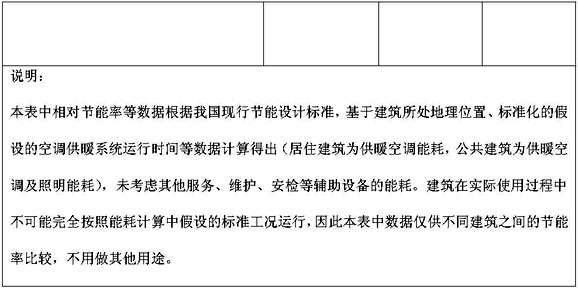 说明：
本表中相对节能率等数据根据我国现行节能设计标准，基于建筑所处地理位置、标准化的假
设的空调供暖系统运行时间等数据计算得出（居住建筑为供暖空调能耗，公共建筑为供暖空
调及照明能耗），未考虑其他服务、维护、安检等辅助设备的能耗。建筑在实际使用过程中
不可能完全按照能耗计算中假设的标准工况运行，因此本表中数据仅供不同建筑之间的节能
率比较，不用做其他用途。